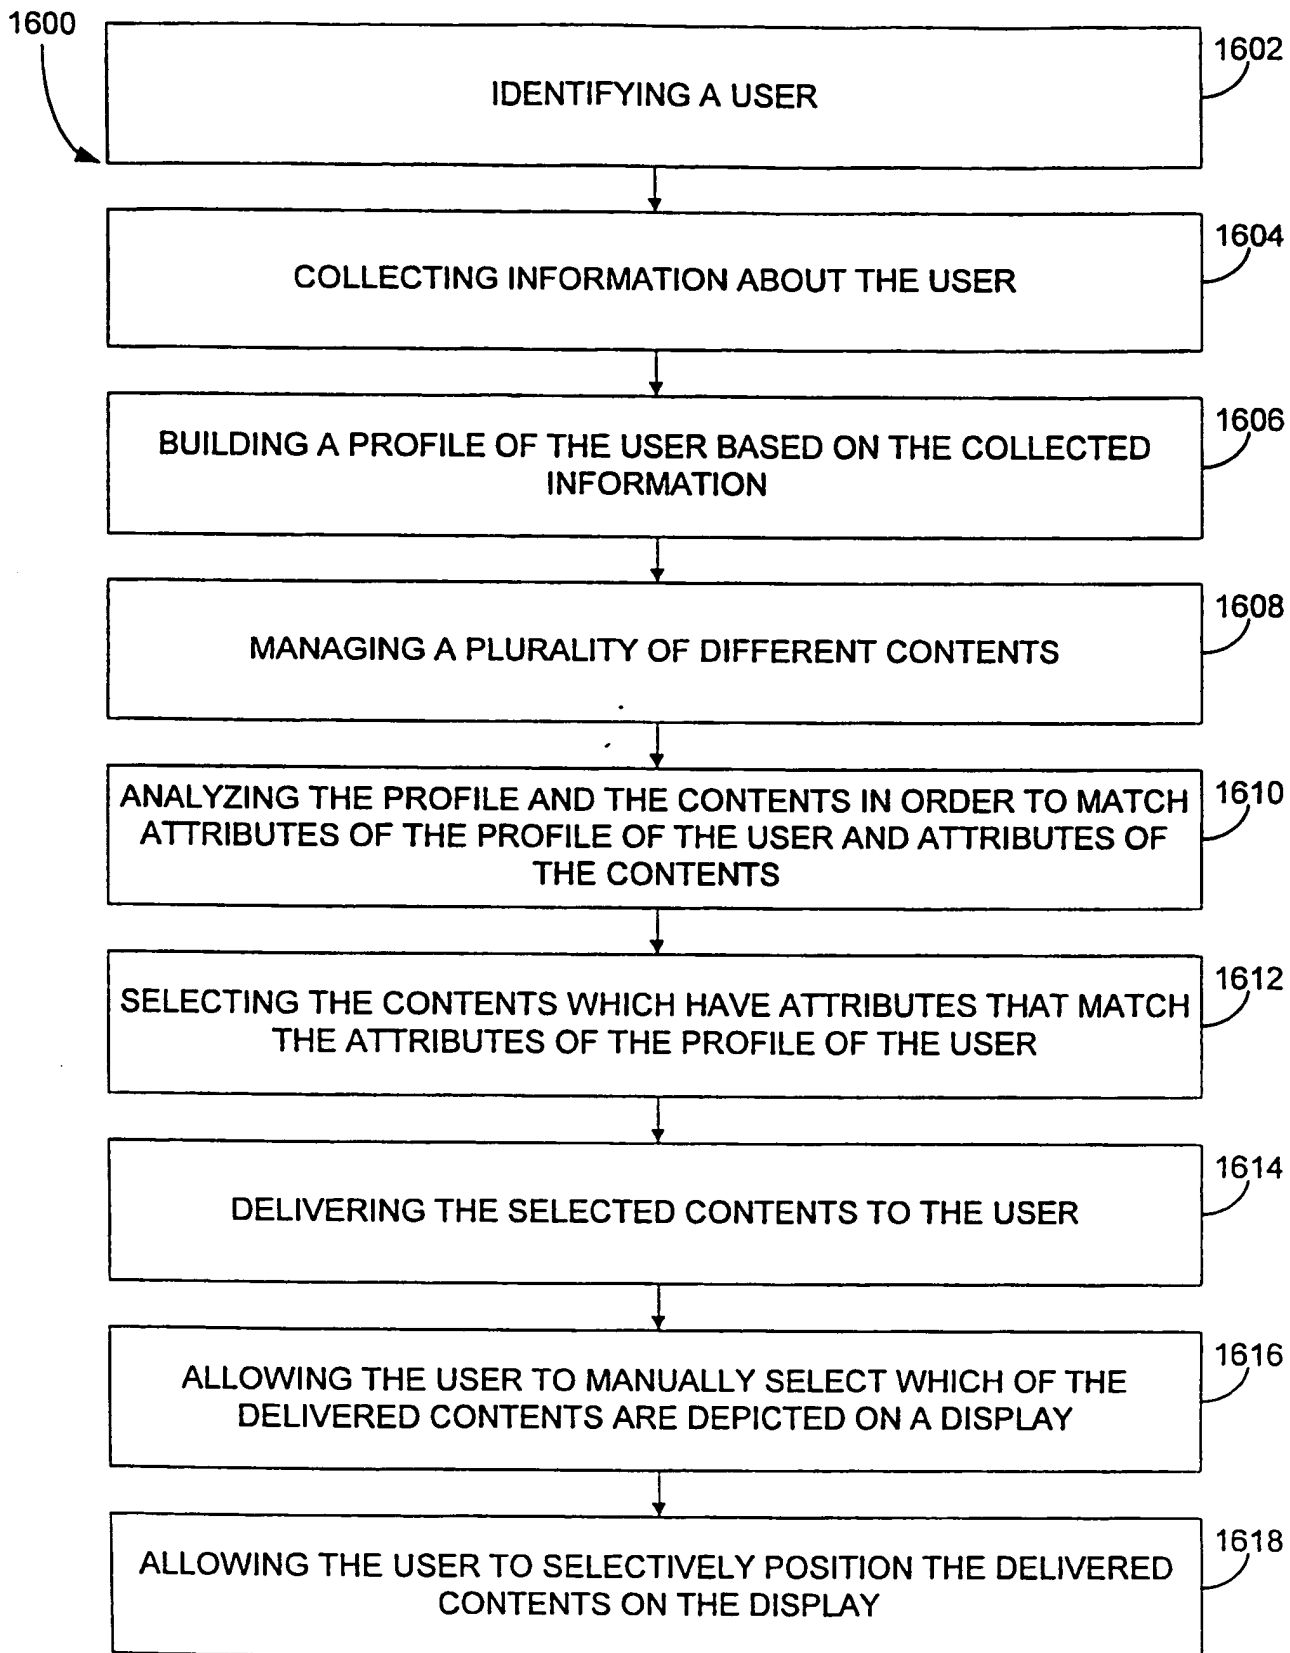 1600
1602
IDENTIFYING A USER
1604
COLLECTING INFORMATION ABOUT THE USER
1606
BUILDING A PROFILE OF THE USER BASED ON THE COLLECTED
INFORMATION
1608
MANAGING A PLURALITY OF DIFFERENT CONTENTS
1610
ANALYZING THE PROFILE AND THE CONTENTS IN ORDER TO MATCH
ATTRIBUTES OF THE PROFILE OF THE USER AND ATTRIBUTES OF
THE CONTENTS
1612
SELECTING THE CONTENTS WHICH HAVE ATTRIBUTES THAT MATCH
THE ATTRIBUTES OF THE PROFILE OF THE USER
1614
DELIVERING THE SELECTED CONTENTS TO THE USER
1616
ALLOWING THE USER TO MANUALLY SELECT WHICH OF THE
DELIVERED CONTENTS ARE DEPICTED ON A DISPLAY
1618
ALLOWING THE USER TO SELECTIVELY POSITION THE DELIVERED
CONTENTS ON THE DISPLAY